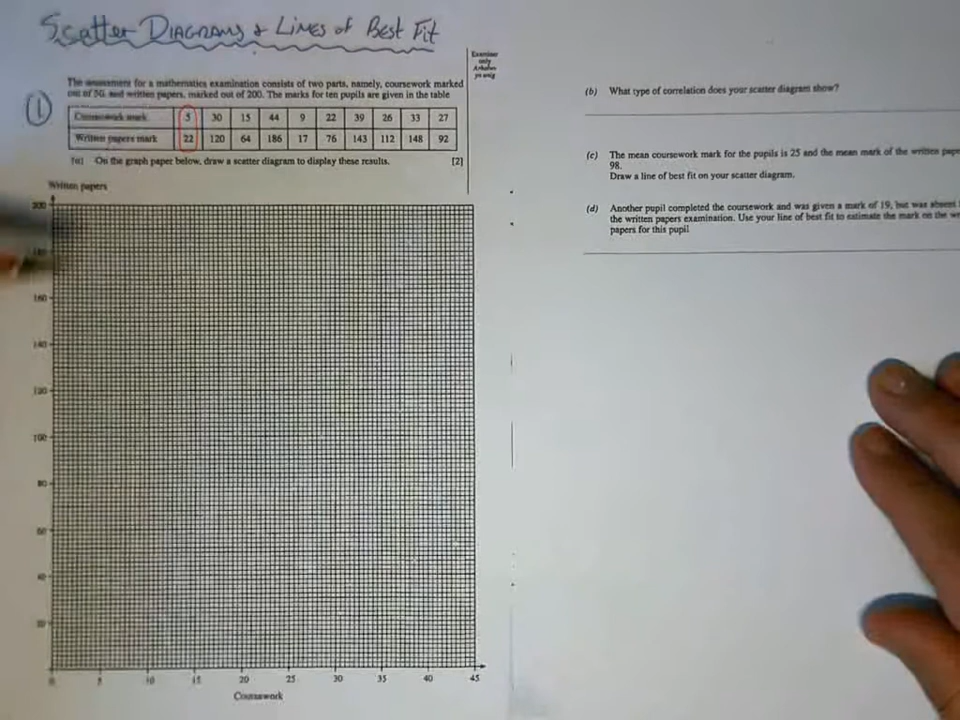 Scatter Diagrams & Lines of Best Fit
Examiner
only
The assessment for a mathematics examination consists of two parts, namely, coursework marked
out of 50, and written papers, marked out of 200. The marks for ten pupils are given in the table
1
Coursework mark 5 30 15 44 9 22 39 26 33 27
Written papers mark 22 120 64 186 17 76 143 112 148 92
(a) On the graph paper below, draw a scatter diagram to display these results. [2]
Written papers
200
180
160
140
120
100
80
60
40
20
0 5 10 15 20 25 30 35 40 45
Coursework
(b) What type of correlation does your scatter diagram show?
(c) The mean coursework mark for the pupils is 25 and the mean mark of the written
98.
Draw a line of best fit on your scatter diagram.
(d) Another pupil completed the coursework and was given a mark of 19, but was absent
the written papers examination. Use your line of best fit to estimate the mark on the
papers for this pupil